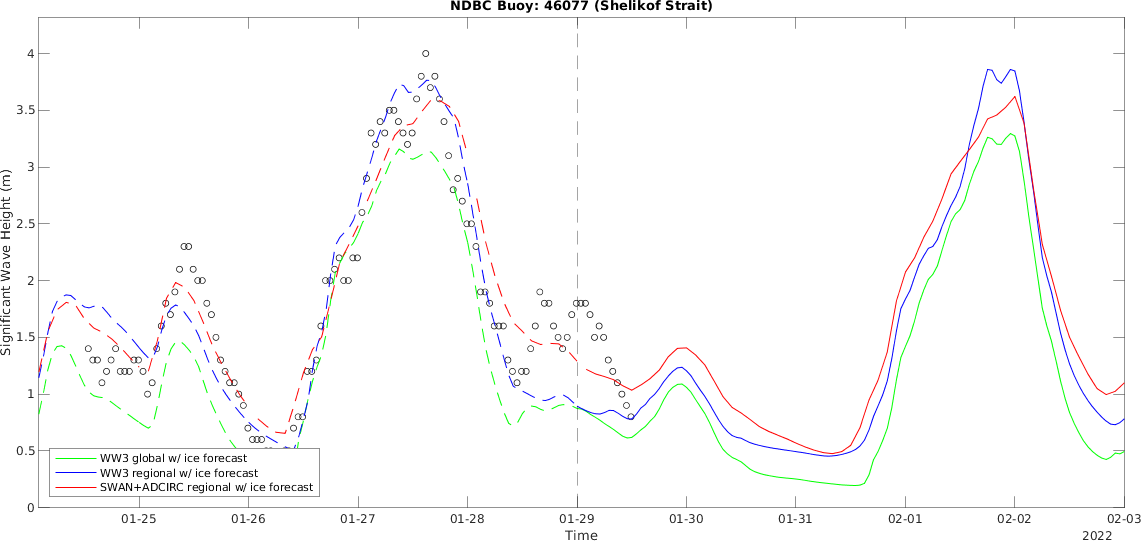 NDBC Buoy: 46077 (Shelikof Strait)
Significant Wave Height (m)
4
3.5
3
2.5
2
1.5
1
0.5
0
WW3 global w/ ice forecast
WW3 regional w/ ice forecast
SWAN+ADCIRC regional w/ ice forecast
01-25 01-26 01-27 01-28 01-29 01-30 01-31 02-01 02-02 02-03
Time
2022